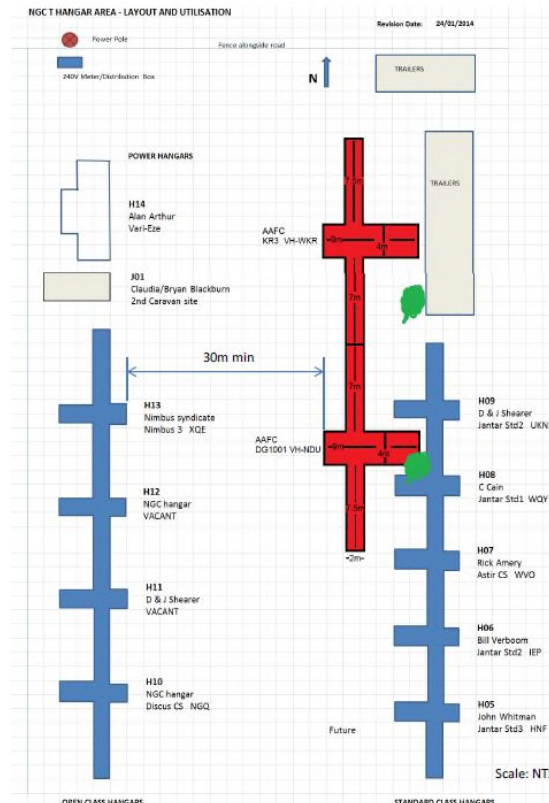 NGC T HANGAR AREA - LAYOUT AND UTILISATION
Revision Date: 24/01/2014
Power Pole
Fence alongside road
240V Meter/Distribution Box
N
TRAILERS
POWER HANGARS
H14
Alan Arthur
Vari-Eze
TRAILERS
7.5m
AAFC
KR3 VH-WKR
4m
J01
Claudia/Bryan Blackburn
2nd Caravan site
7m
30m min
7m
H13
Nimbus syndicate
Nimbus 3 XQE
H09
D & J Shearer
Jantar Std2 UKN
AAFC
DG1001 VH-NDU
4m
H12
NGC hangar
VACANT
H08
C Cain
Jantar Std1 WQY
7.5m
2m
H07
Rick Amery
Astir CS WVO
H11
D & J Shearer
VACANT
H06
Bill Verboom
Jantar Std2 IEP
H10
NGC hangar
Discus CS NGQ
H05
John Whitman
Jantar Std3 HNF
Future
Scale: NTS
OPEN CLASS HANGARS
STANDARD CLASS HANGARS